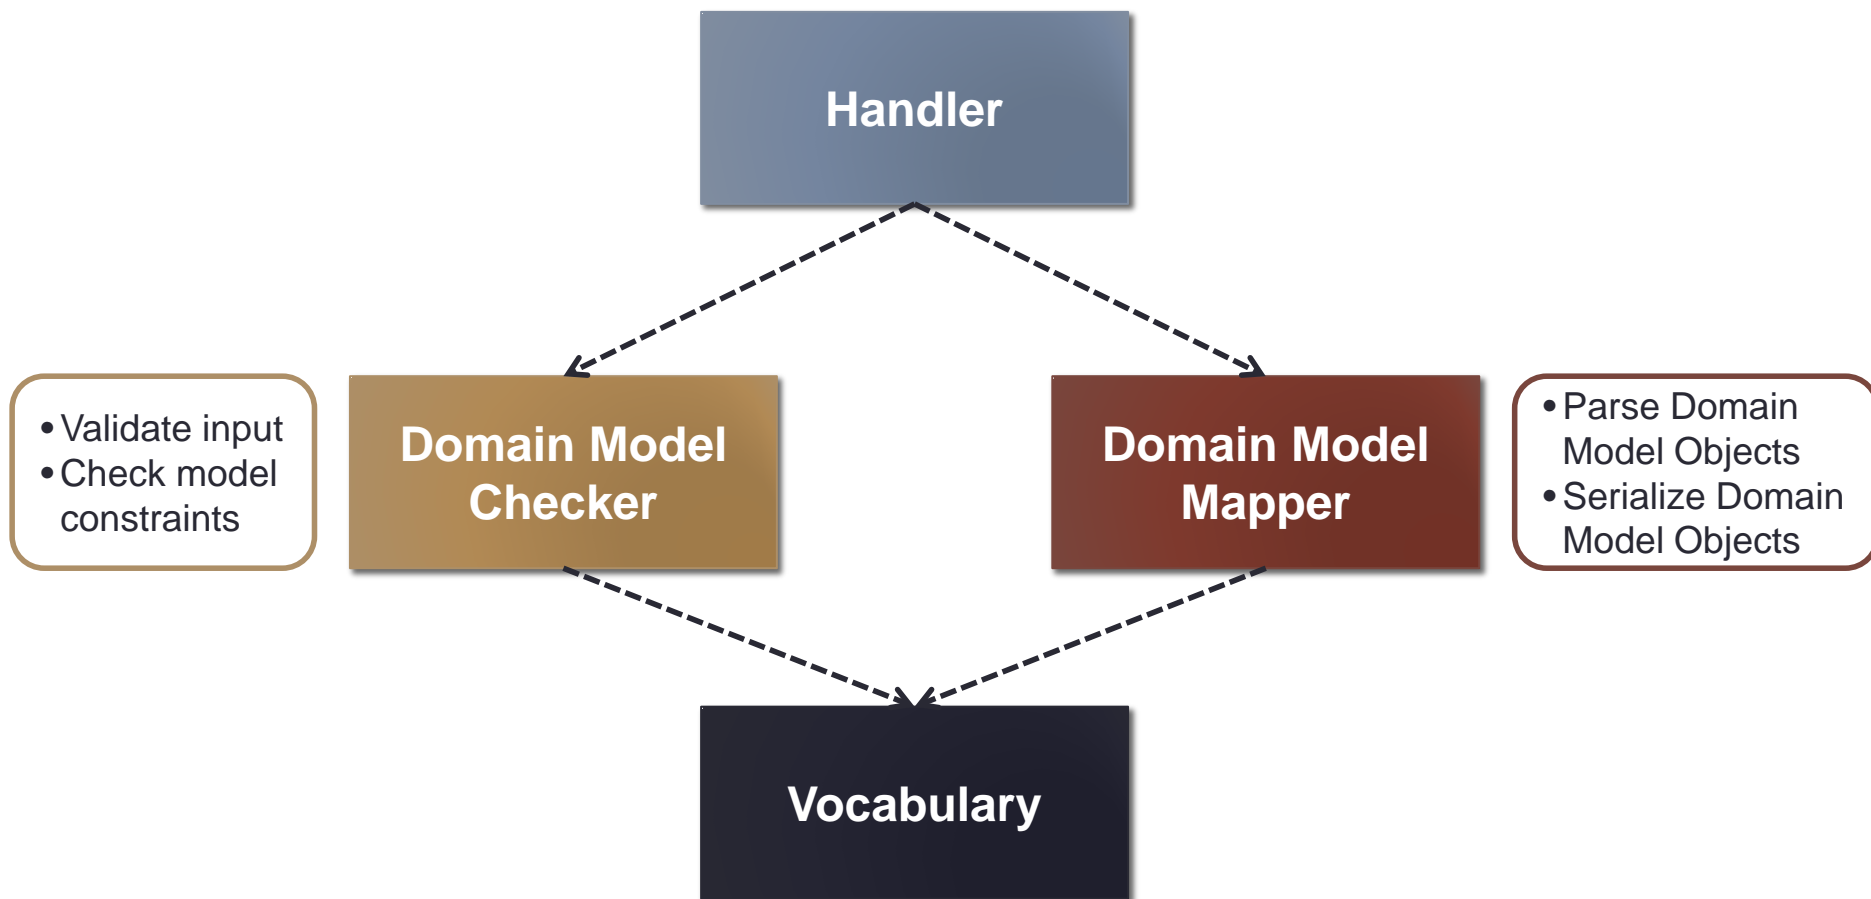 Handler
• Validate input
• Check model
constraints
Domain Model
Checker
Domain Model
Mapper
• Parse Domain
Model Objects
• Serialize Domain
Model Objects
Vocabulary